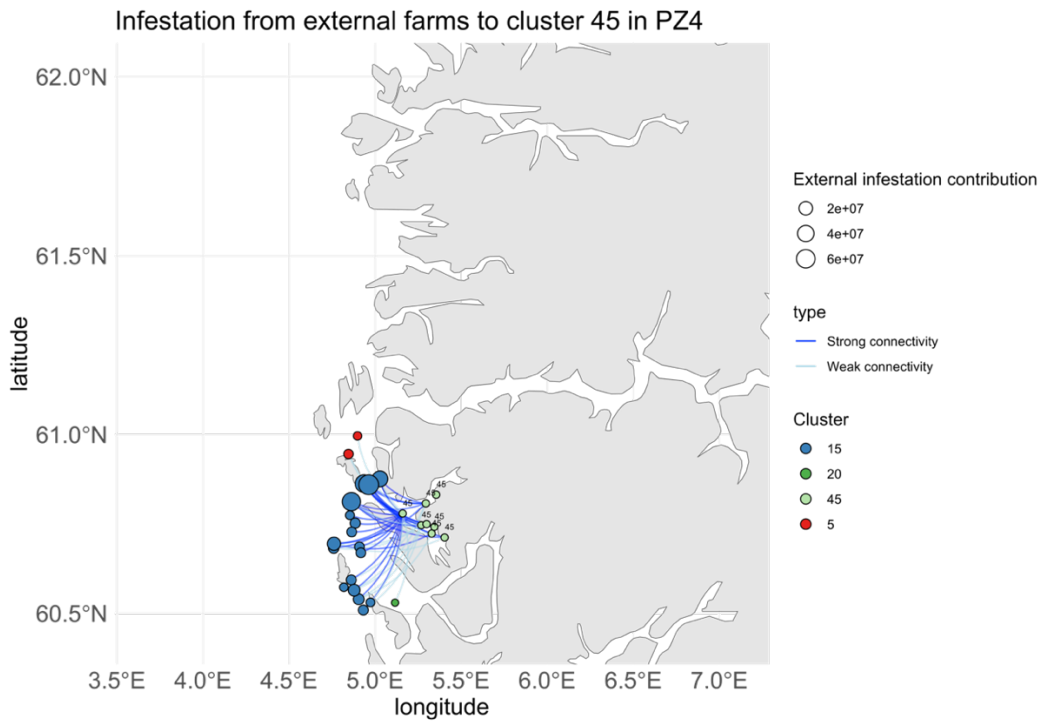 Infestation from external farms to cluster 45 in PZ4
62.0°N
61.5°N
61.0°N
60.5°N
latitude
3.5°E 4.0°E 4.5°E 5.0°E 5.5°E 6.0°E 6.5°E 7.0°E
longitude
45
45
45
45 45
45
45
External infestation contribution
2e+07
4e+07
6e+07
type
Strong connectivity
Weak connectivity
Cluster
15
20
45
5